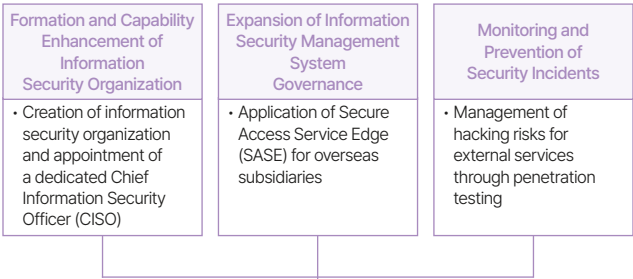 Formation and Capability
Enhancement of
Information
Security Organization
• Creation of information
security organization
and appointment of
a dedicated Chief
Information Security
Officer (CISO)
Expansion of Information
Security Management
System
Governance
• Application of Secure
Access Service Edge
(SASE) for overseas
subsidiaries
Monitoring and
Prevention of
Security Incidents
• Management of
hacking risks for
external services
through penetration
testing